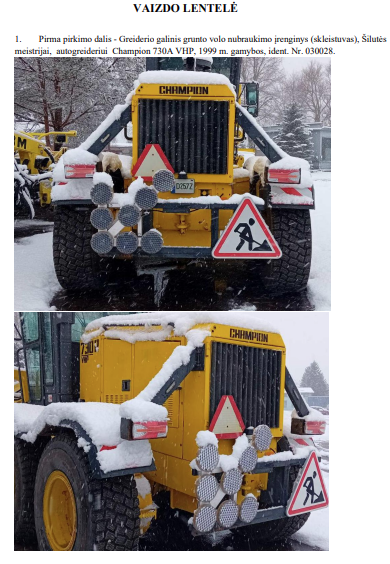 VAIZDO LENTELĖ
1. Pirma pirkimo dalis - Greiderio galinis grunto volo nubraukimo įrenginys (skleistuvas), Šilutės
meistrijai, autogreideriui Champion 730A VHP, 1999 m. gamybos, ident. Nr. 030028.
CHAMPION
CHAMPION
730A